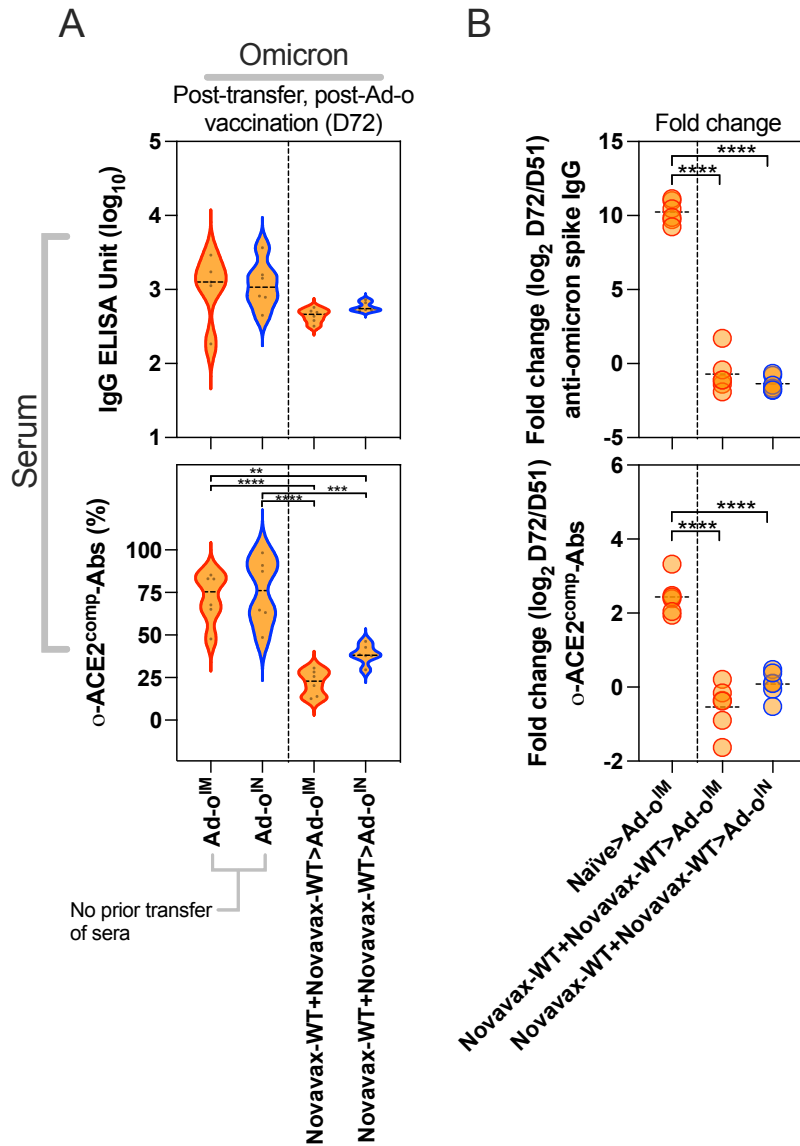 A
Omicron
Post-transfer, post-Ad-o
vaccination (D72)
Serum
IgG ELISA Unit (log10)
5
4
3
2
1
**
****
***
****
ο-ACE2comp-Abs (%)
100
75
50
25
0
Ad-oIM
Ad-oIN
Novavax-WT+Novavax-WT>Ad-oIM
Novavax-WT+Novavax-WT>Ad-oIN
No prior transfer
of sera
B
Fold change
Fold change (log2 D72/D51)
anti-omicron spike IgG
15
10
5
0
-5
****
****
Fold change (log2 D72/D51)
ο-ACE2comp-Abs
6
4
2
0
-2
****
****
Naïve>Ad-oIM
Novavax-WT+Novavax-WT>Ad-oIM
Novavax-WT+Novavax-WT>Ad-oIN